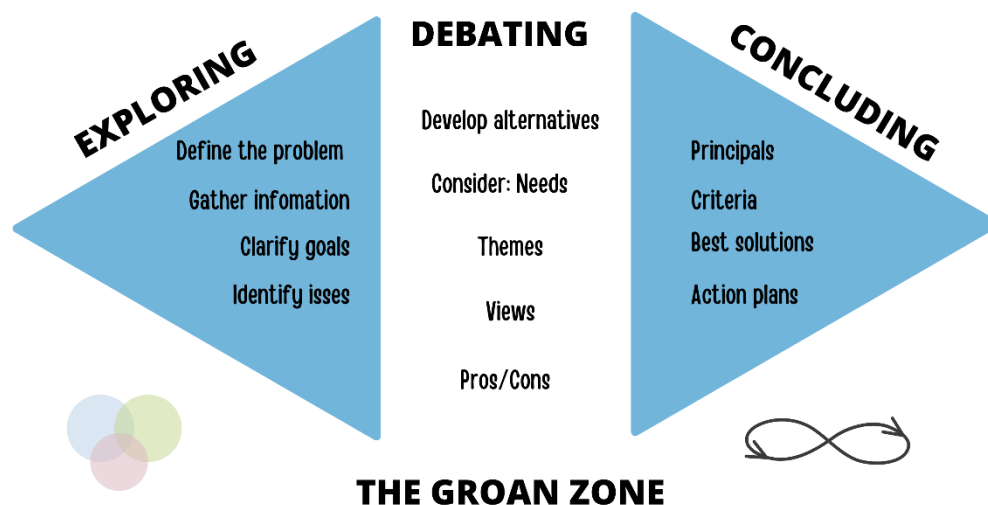 EXPLORING
Define the problem
Gather infomation
Clarify goals
Identify isses
DEBATING
Develop alternatives
Consider: Needs
Themes
Views
Pros/Cons
CONCLUDING
Principals
Criteria
Best solutions
Action plans
THE GROAN ZONE